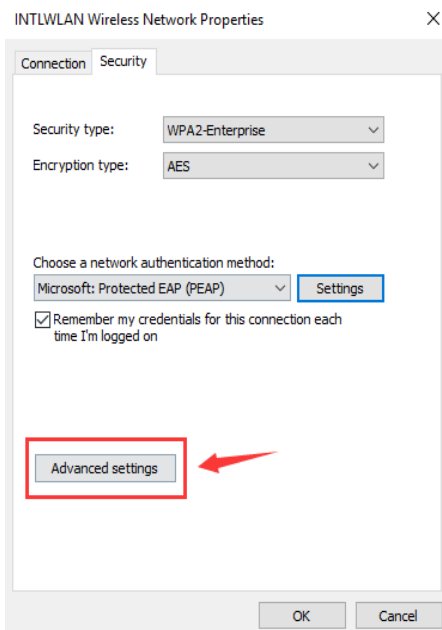 INTLWLAN Wireless Network Properties
Connection Security
Security type: WPA2-Enterprise
Encryption type: AES
Choose a network authentication method:
Microsoft: Protected EAP (PEAP) Settings
Remember my credentials for this connection each
time I'm logged on
Advanced settings
OK Cancel